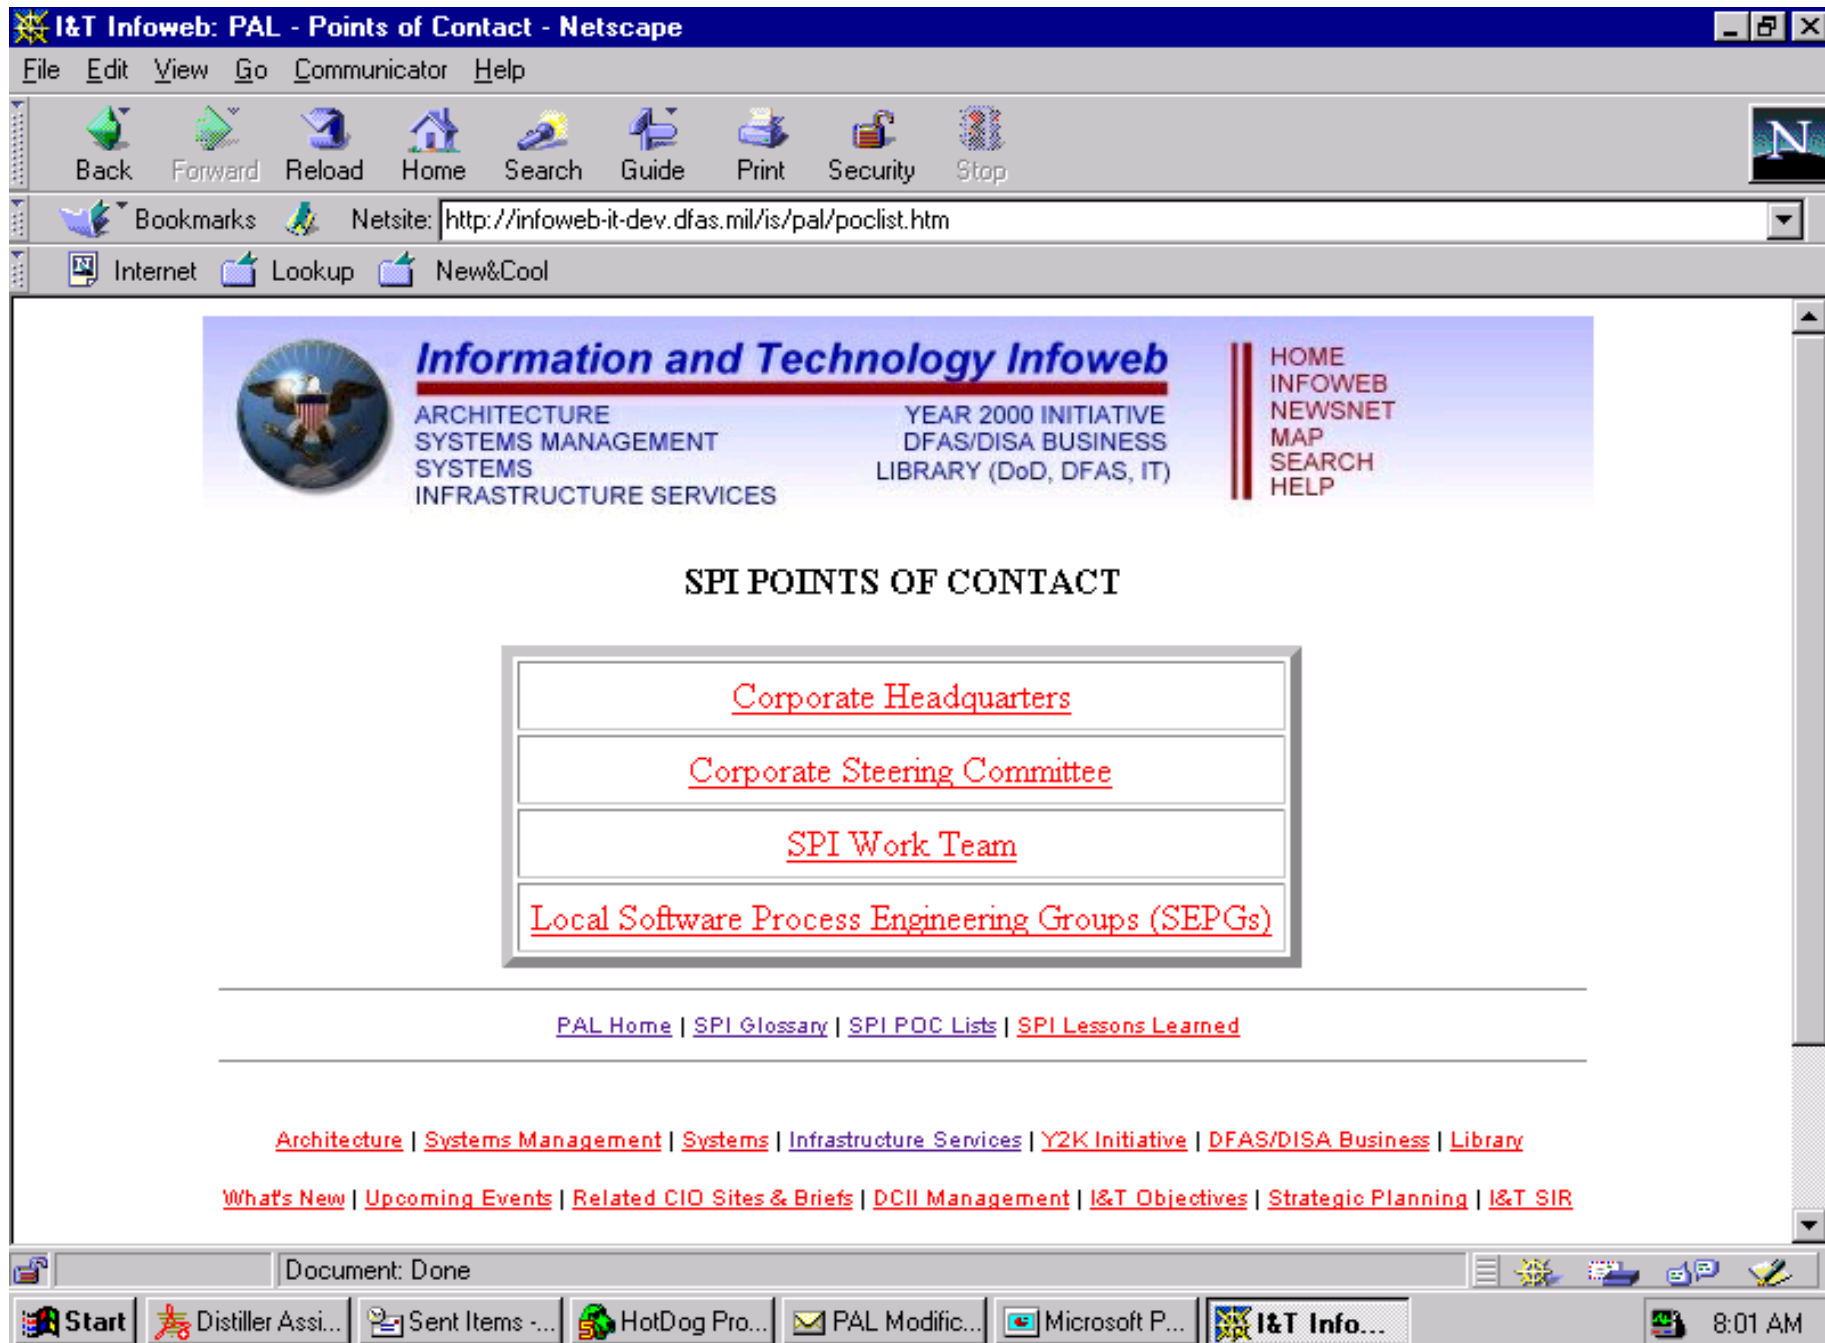 I&T Infoweb: PAL - Points of Contact - Netscape
File Edit View Go Communicator Help
Back Forward Reload Home Search Guide Print Security Stop
N
Bookmarks Netsite: http://infoweb-it-dev.dfas.mil/is/pal/poclist.htm
Internet Lookup New&Cool
Information and Technology Infoweb
ARCHITECTURE YEAR 2000 INITIATIVE
SYSTEMS MANAGEMENT DFAS/DISA BUSINESS
SYSTEMS LIBRARY (DoD, DFAS, IT)
INFRASTRUCTURE SERVICES
HOME
INFOWEB
NEWSNET
MAP
SEARCH
HELP
SPI POINTS OF CONTACT
Corporate Headquarters
Corporate Steering Committee
SPI Work Team
Local Software Process Engineering Groups (SEPGs)
PAL Home | SPI Glossary | SPI POC Lists | SPI Lessons Learned
Architecture | Systems Management | Systems | Infrastructure Services | Y2K Initiative | DFAS/DISA Business | Library
What's New | Upcoming Events | Related CIO Sites & Briefs | DCII Management | I&T Objectives | Strategic Planning | I&T SIR
Document: Done
Start Distiller Assi... Sent Items -... HotDog Pro... PAL Modific... Microsoft P... I&T Info... 8:01 AM